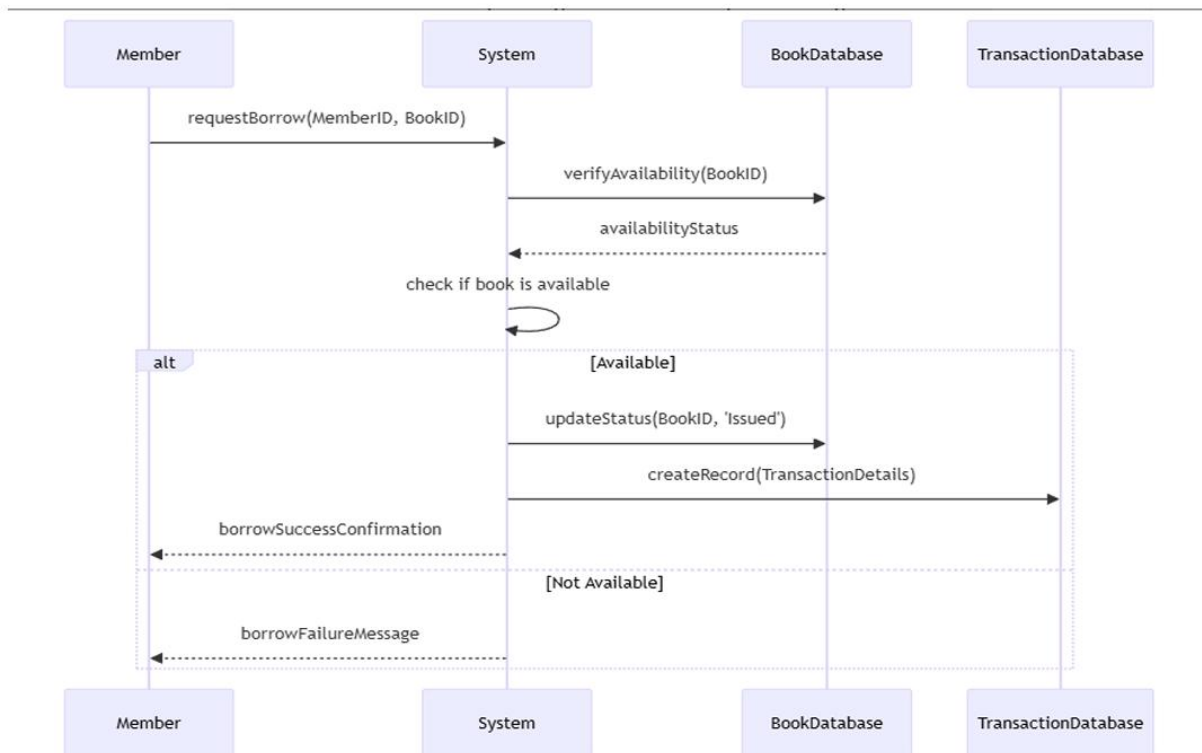 Member System BookDatabase TransactionDatabase
requestBorrow(MemberID, BookID)
verifyAvailability(BookID)
availabilityStatus
check if book is available
alt [Available]
updateStatus(BookID, 'Issued')
createRecord(TransactionDetails)
borrowSuccessConfirmation
[Not Available]
borrowFailureMessage
Member System BookDatabase TransactionDatabase